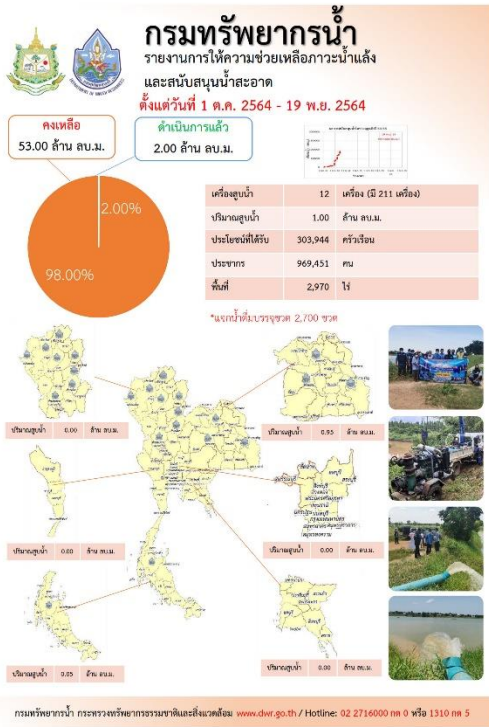 กรมทรัพยากรน้ำ
รายงานการให้ความช่วยเหลือภาวะน้ำแล้ง
และสนับสนุนน้ำสะอาด
ตั้งแต่วันที่ 1 ต.ค. 2564 - 19 พ.ย. 2564
คงเหลือ
53.00 ล้าน ลบ.ม.
ดำเนินการแล้ว
2.00 ล้าน ลบ.ม.
2.00%
98.00%
เครื่องสูบน้ำ 12 เครื่อง (มี 211 เครื่อง)
ปริมาณสูบน้ำ 1.00 ล้าน ลบ.ม.
ประโยชน์ที่ได้รับ 303,944 ครัวเรือน
ประชากร 969,451 คน
พื้นที่ 2,970 ไร่
*แจกน้ำดื่มบรรจุขวด 2,700 ขวด
ปริมาณสูบน้ำ 0.00 ล้าน ลบ.ม.
ปริมาณสูบน้ำ 0.95 ล้าน ลบ.ม.
ปริมาณสูบน้ำ 0.00 ล้าน ลบ.ม.
ปริมาณสูบน้ำ 0.00 ล้าน ลบ.ม.
ปริมาณสูบน้ำ 0.05 ล้าน ลบ.ม.
ปริมาณสูบน้ำ 0.00 ล้าน ลบ.ม.
กรมทรัพยากรน้ำ กระทรวงทรัพยากรธรรมชาติและสิ่งแวดล้อม www.dwr.go.th / Hotline: 02 2716000 กด 0 หรือ 1310 กด 5